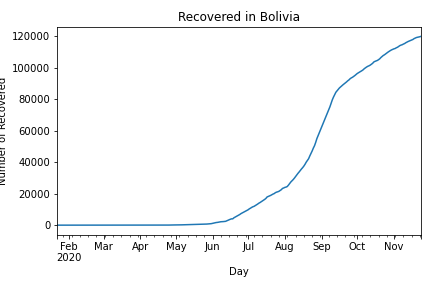 Recovered in Bolivia
Number of Recovered
120000
100000
80000
60000
40000
20000
0
Feb Mar Apr May Jun Jul Aug Sep Oct Nov
2020
Day